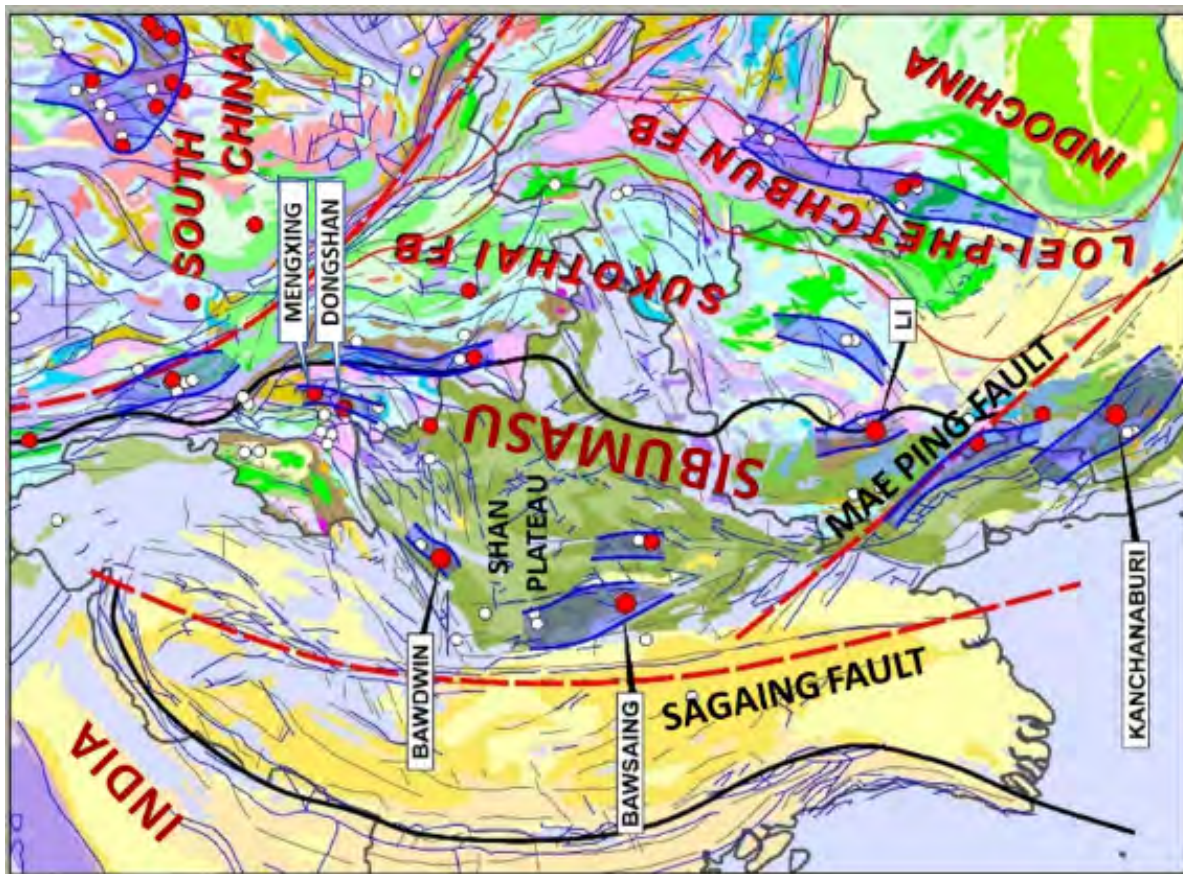 SOUTH
CHINA
MENGXING
DONGSHAN
SUKOTHAI FB
LOEI-PHETCHBUN FB
INDOCHINA
SIBUMASU
SHAN
PLATEAU
LI
MAE PING FAULT
BAWDWIN
BAWSAING
SAGAING FAULT
KANCHANABURI
INDIA